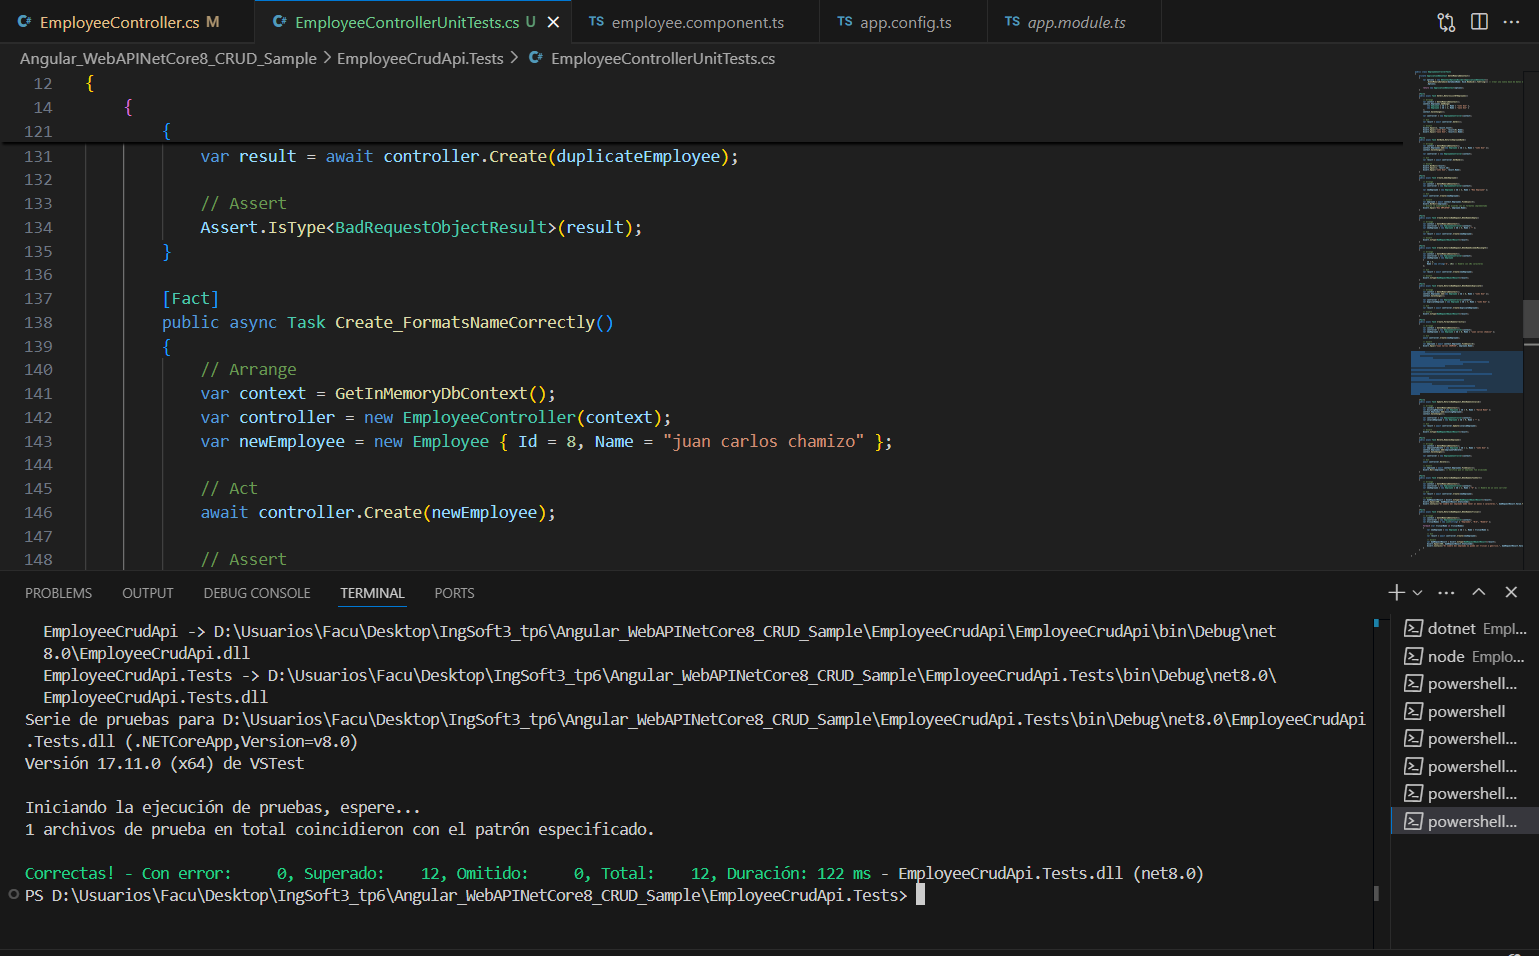 C# EmployeeController.cs M
C# EmployeeControllerUnitTests.cs U
TS employee.component.ts
TS app.config.ts
TS app.module.ts
Angular_WebAPINetCore8_CRUD_Sample > EmployeeCrudApi.Tests > C# EmployeeControllerUnitTests.cs
12 {
14 {
121 {
131 var result = await controller.Create(duplicateEmployee);
132
133 // Assert
134 Assert.IsType<BadRequestObjectResult>(result);
135 }
136
137 [Fact]
138 public async Task Create_FormatsNameCorrectly()
139 {
140 // Arrange
141 var context = GetInMemoryDbContext();
142 var controller = new EmployeeController(context);
143 var newEmployee = new Employee { Id = 8, Name = "juan carlos chamizo" };
144
145 // Act
146 await controller.Create(newEmployee);
147
148 // Assert
PROBLEMS OUTPUT DEBUG CONSOLE TERMINAL PORTS
EmployeeCrudApi -> D:\Usuarios\Facu\Desktop\IngSoft3_tp6\Angular_WebAPINetCore8_CRUD_Sample\EmployeeCrudApi\EmployeeCrudApi\bin\Debug\net
8.0\EmployeeCrudApi.dll
EmployeeCrudApi.Tests -> D:\Usuarios\Facu\Desktop\IngSoft3_tp6\Angular_WebAPINetCore8_CRUD_Sample\EmployeeCrudApi.Tests\bin\Debug\net8.0\
EmployeeCrudApi.Tests.dll
Serie de pruebas para D:\Usuarios\Facu\Desktop\IngSoft3_tp6\Angular_WebAPINetCore8_CRUD_Sample\EmployeeCrudApi.Tests\bin\Debug\net8.0\EmployeeCrudApi
.Tests.dll (.NETCoreApp,Version=v8.0)
Versión 17.11.0 (x64) de VSTest
Iniciando la ejecución de pruebas, espere...
1 archivos de prueba en total coincidieron con el patrón especificado.
Correctas! - Con error:     0, Superado:    12, Omitido:     0, Total:    12, Duración: 122 ms - EmployeeCrudApi.Tests.dll (net8.0)
PS D:\Usuarios\Facu\Desktop\IngSoft3_tp6\Angular_WebAPINetCore8_CRUD_Sample\EmployeeCrudApi.Tests>
dotnet Empl...
node Emplo...
powershell...
powershell
powershell...
powershell...
powershell...
powershell...